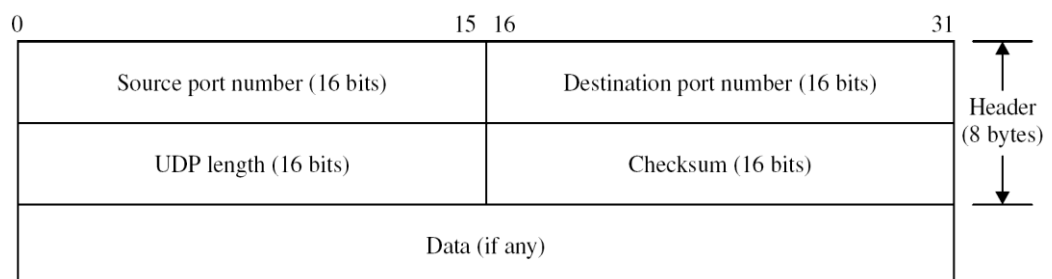 0 15 16 31
Source port number (16 bits) Destination port number (16 bits)
Header
(8 bytes)
UDP length (16 bits) Checksum (16 bits)
Data (if any)